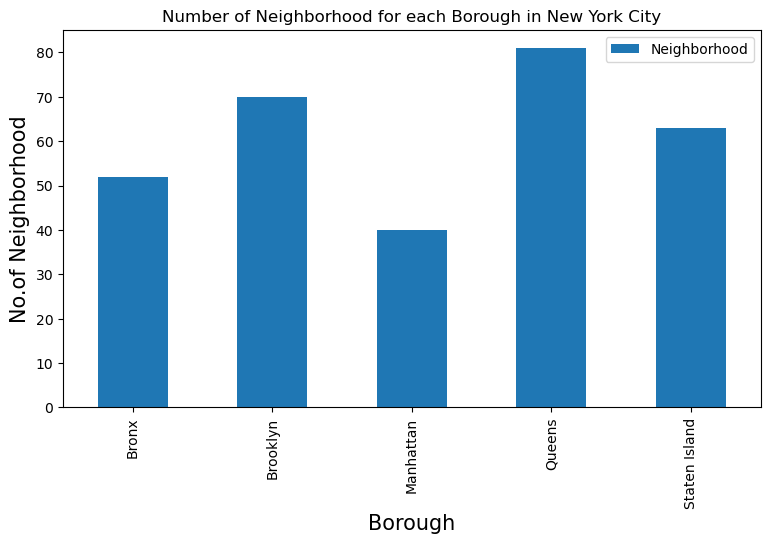 Number of Neighborhood for each Borough in New York City
Neighborhood
No.of Neighborhood
80
70
60
50
40
30
20
10
0
Bronx
Brooklyn
Manhattan
Queens
Staten Island
Borough